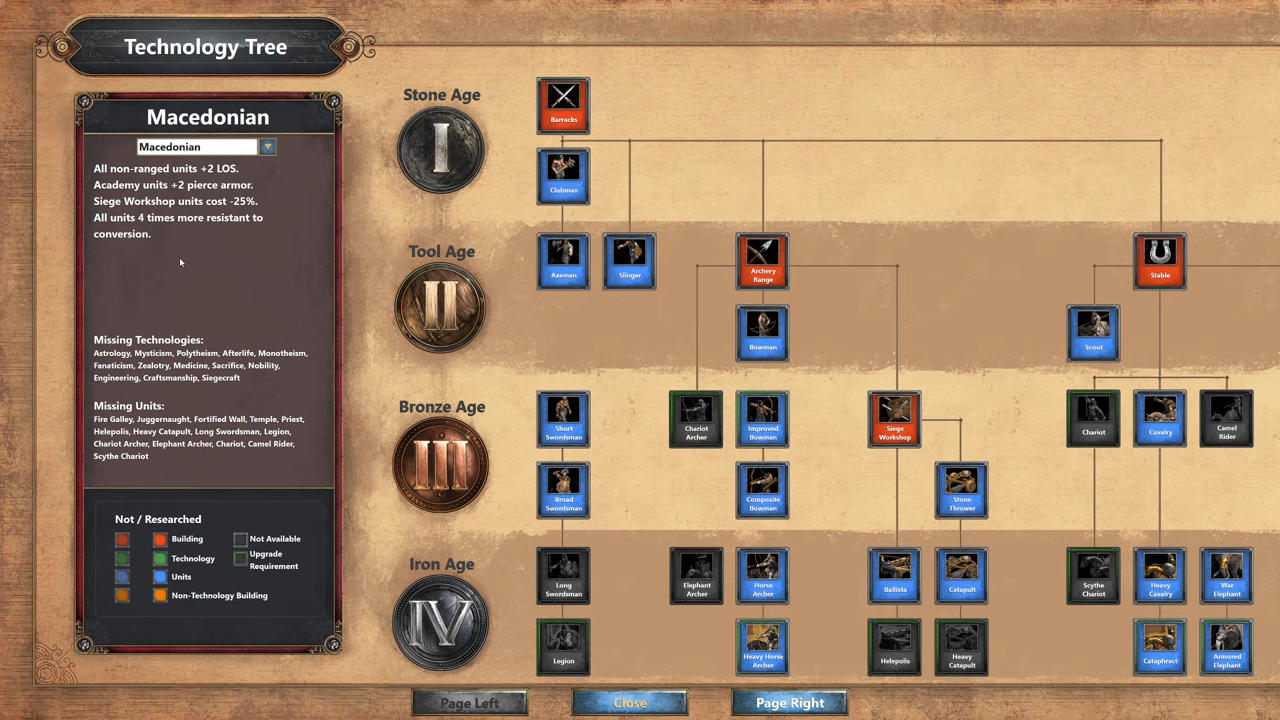 Technology Tree
Macedonian
Macedonian
All non-ranged units +2 LOS.
Academy units +2 pierce armor.
Siege Workshop units cost -25%.
All units 4 times more resistant to
conversion.
Missing Technologies:
Astrology, Mysticism, Polytheism, Afterlife, Monotheism,
Fanaticism, Zealotry, Medicine, Sacrifice, Nobility,
Engineering, Craftsmanship, Siegecraft
Missing Units:
Fire Galley, Juggernaught, Fortified Wall, Temple, Priest,
Helepolis, Heavy Catapult, Long Swordsman, Legion,
Chariot Archer, Elephant Archer, Chariot, Camel Rider,
Scythe Chariot
Not / Researched
Building
Not Available
Technology
Upgrade
Requirement
Units
Non-Technology Building
Stone Age
I
Barracks
Clubman
Tool Age
II
Axeman
Slinger
Archery
Range
Stable
Bowman
Scout
Bronze Age
III
Short
Swordsman
Chariot
Archer
Improved
Bowman
Siege
Workshop
Chariot
Cavalry
Camel
Rider
Broad
Swordsman
Composite
Bowman
Stone
Thrower
Iron Age
IV
Long
Swordsman
Elephant
Archer
Horse
Archer
Ballista
Catapult
Scythe
Chariot
Heavy
Cavalry
War
Elephant
Legion
Heavy Horse
Archer
Helepolis
Heavy
Catapult
Cataphract
Armored
Elephant
Page Left
Close
Page Right